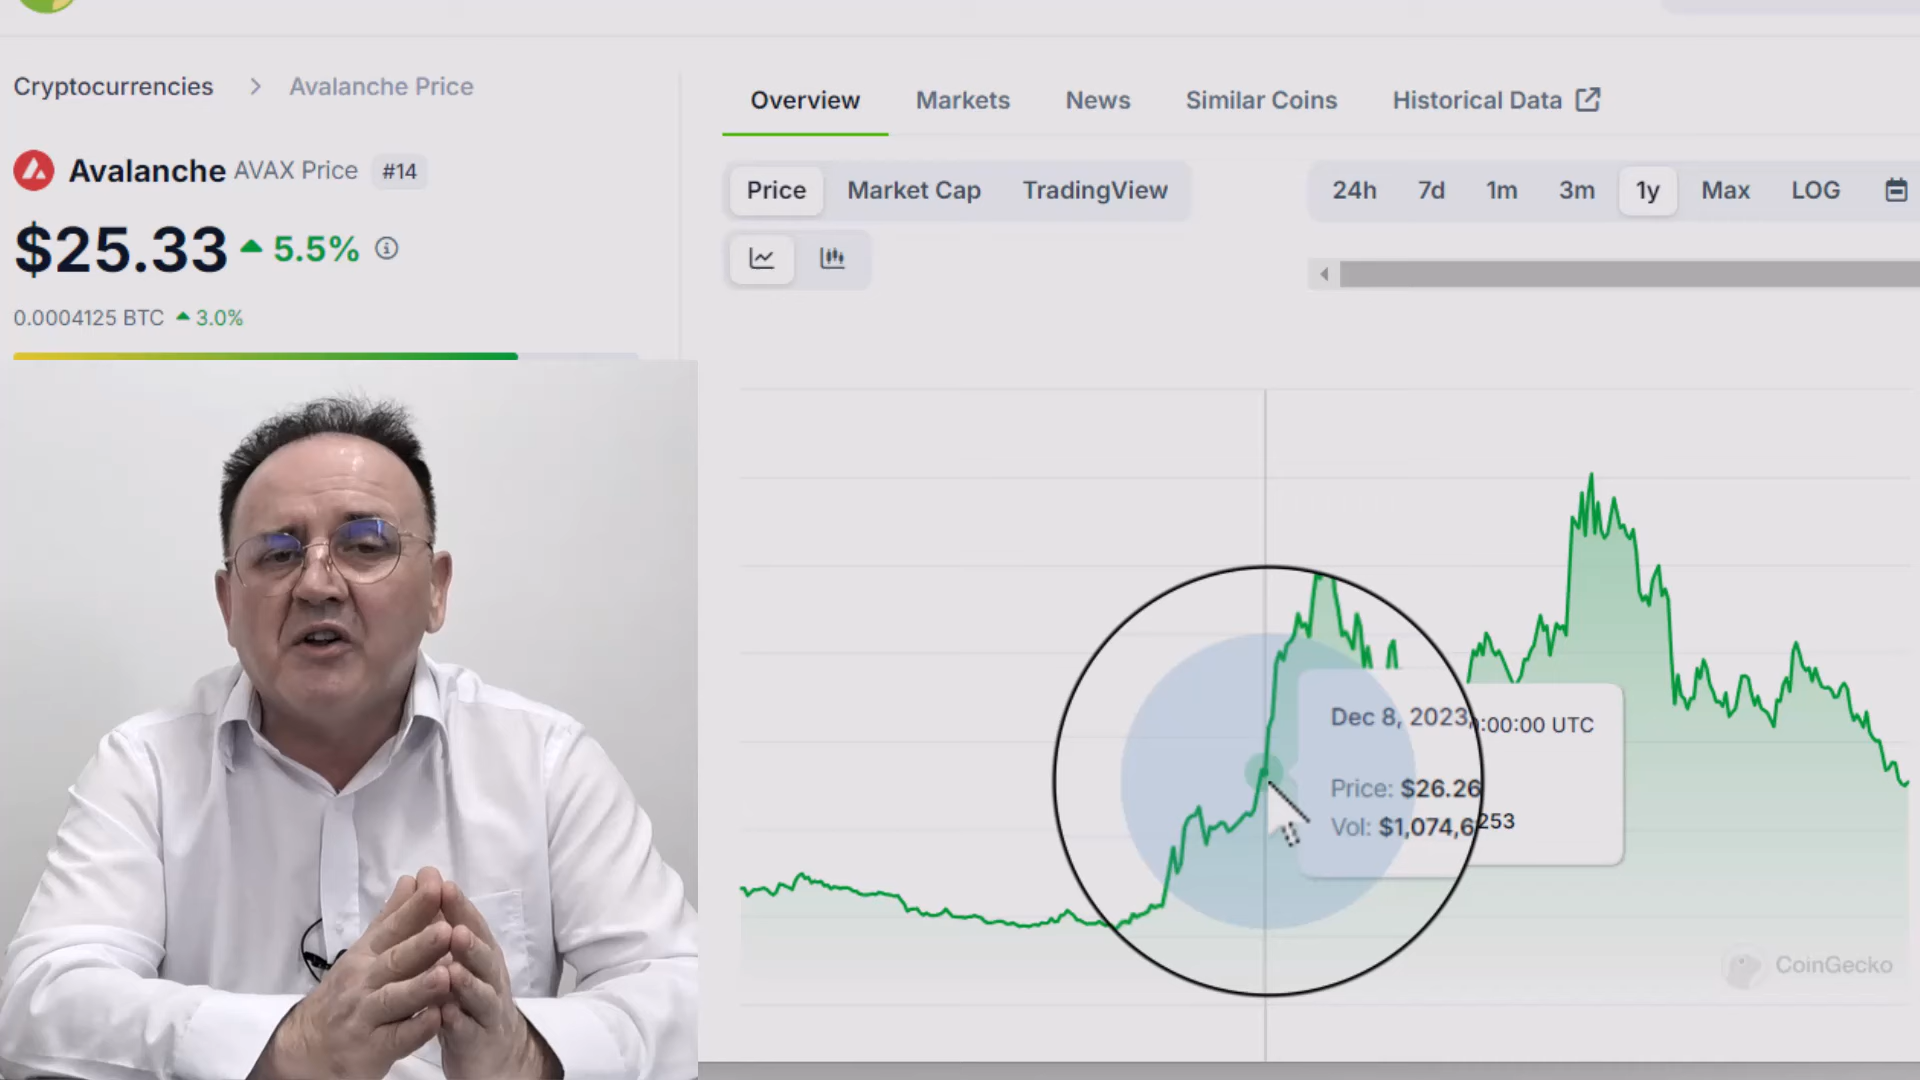 Cryptocurrencies > Avalanche Price
Avalanche AVAX Price #14
$25.33 5.5%
0.0004125 BTC 3.0%
Overview Markets News Similar Coins Historical Data
Price Market Cap TradingView
24h 7d 1m 3m 1y Max LOG
Dec 8, 2023, :00:00 UTC
Price: $26.26
Vol: $1,074,6 253
CoinGecko